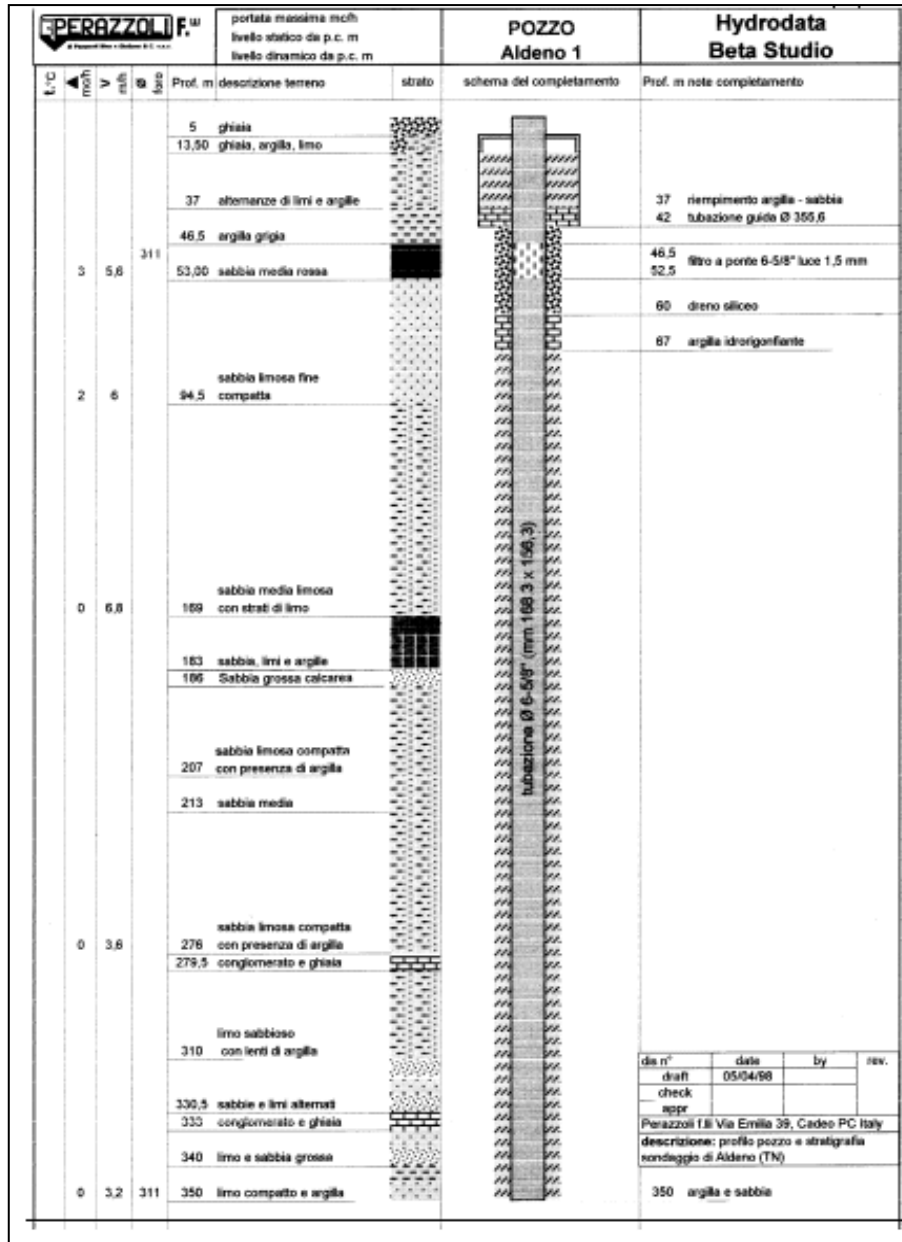 PERAZZOLI F.lli
portata massima mc/h
livello statico da p.c. m
livello dinamico da p.c. m
POZZO
Aldeno 1
Hydrodata
Beta Studio
t.°C mc/h V m/h Ø foro Prof. m descrizione terreno strato schema del completamento Prof. m note completamento
5 ghiaia
13,50 ghiaia, argilla, limo
37 alternanze di limi e argille
37 riempimento argilla - sabbia
42 tubazione guida Ø 355,6
46,5 argilla grigia
311
46,5
52,5
filtro a ponte 6-5/8" luce 1,5 mm
3 5,6 53,00 sabbia media rossa
60 dreno siliceo
67 argilla idrorigonfiante
sabbia limosa fine
2 6 94,5 compatta
tubazione Ø 6-5/8" (mm 168,3 x 156,3)
sabbia media limosa
0 6,8 169 con strati di limo
183 sabbia, limi e argille
186 Sabbia grossa calcarea
sabbia limosa compatta
207 con presenza di argilla
213 sabbia media
sabbia limosa compatta
0 3,6 276 con presenza di argilla
279,5 conglomerato e ghiaia
limo sabbioso
310 con lenti di argilla
330,5 sabbie e limi alternati
333 conglomerato e ghiaia
340 limo e sabbia grossa
0 3,2 311 350 limo compatto e argilla
dis n° date by rev.
draft 05/04/98
check
appr
Perazzoli f.lli Via Emilia 39, Cadeo PC Italy
descrizione: profilo pozzo e stratigrafia
sondaggio di Aldeno (TN)
350 argilla e sabbia